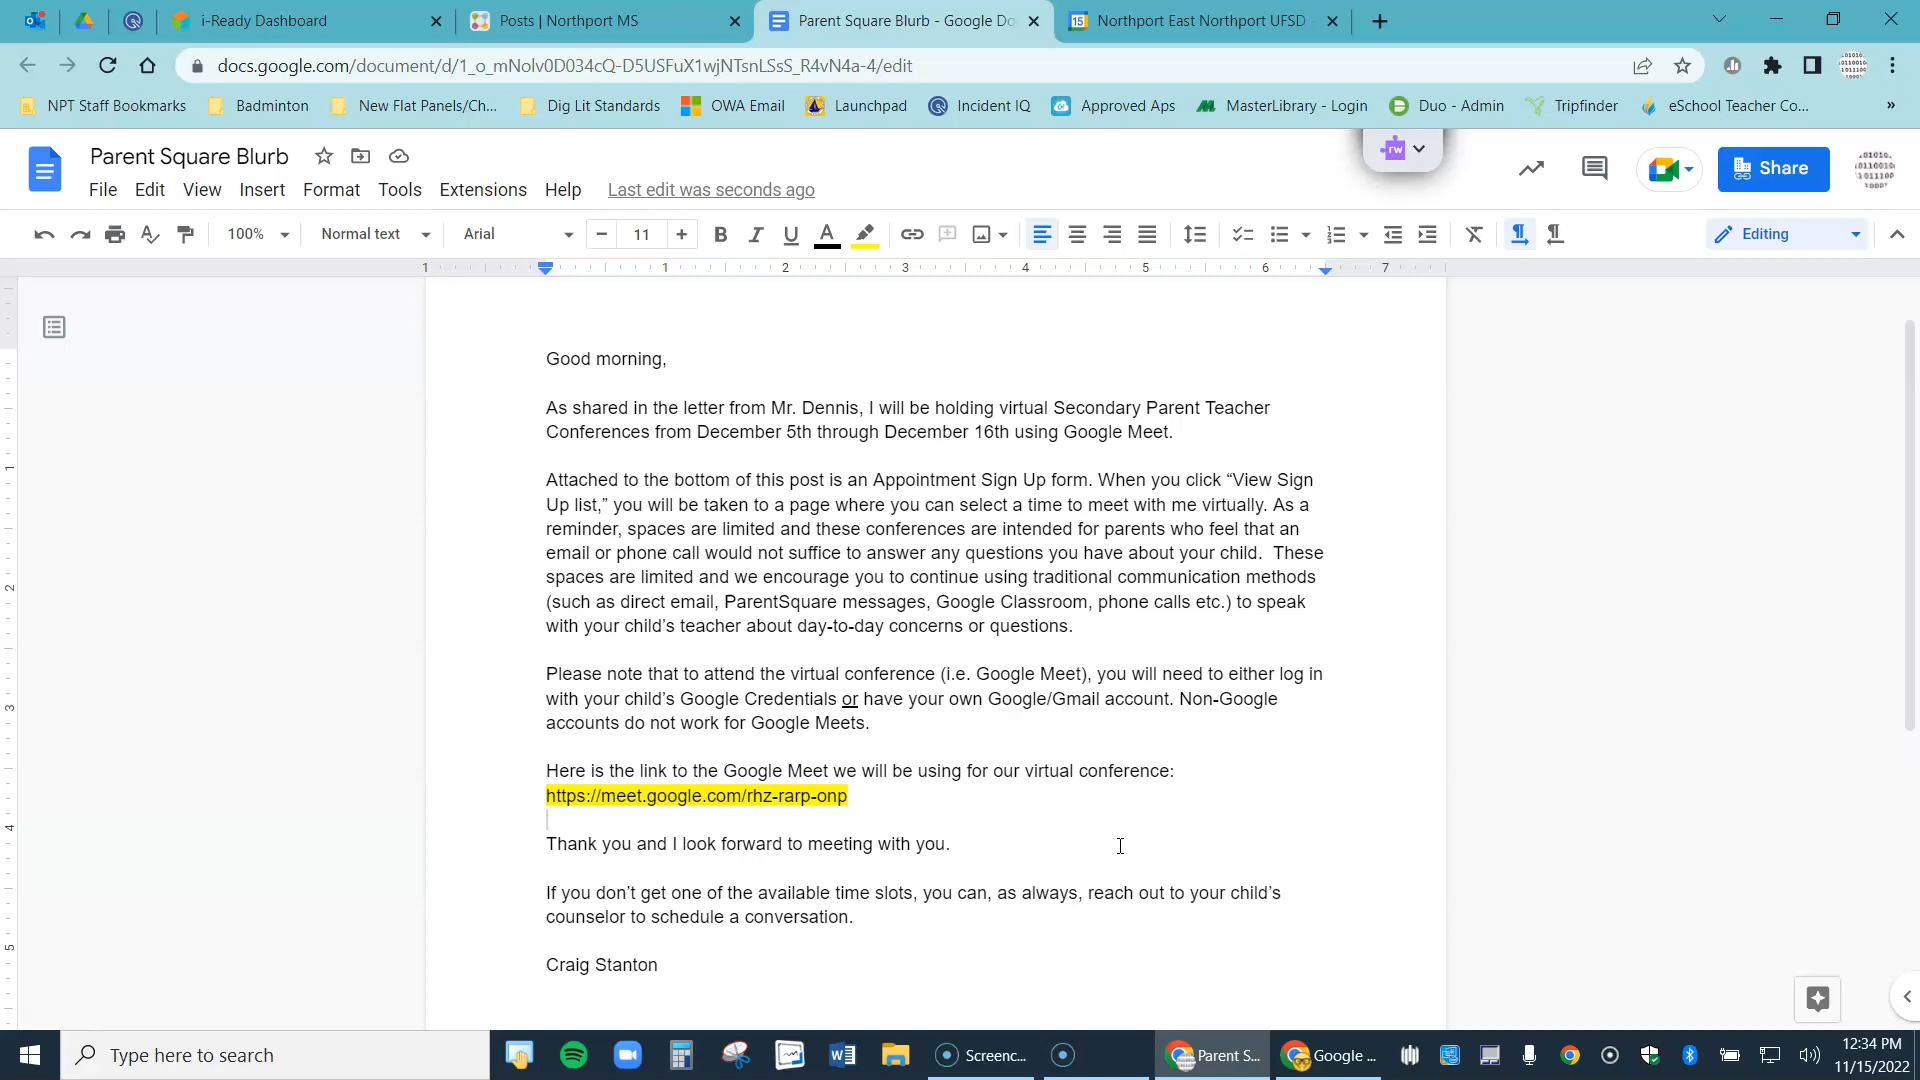 i-Ready Dashboard
Posts | Northport MS
Parent Square Blurb - Google Do
Northport East Northport UFSD
docs.google.com/document/d/1_o_mNolv0D034cQ-D5USFuX1wjNTsnLSsS_R4vN4a-4/edit
NPT Staff Bookmarks
Badminton
New Flat Panels/Ch...
Dig Lit Standards
OWA Email
Launchpad
Incident IQ
Approved Aps
MasterLibrary - Login
Duo - Admin
Tripfinder
eSchool Teacher Co...
»
Parent Square Blurb
rw
Share
File Edit View Insert Format Tools Extensions Help Last edit was seconds ago
100% Normal text Arial 11 B I U A Editing
1 1 2 3 4 5 6 7
Good morning,
As shared in the letter from Mr. Dennis, I will be holding virtual Secondary Parent Teacher
Conferences from December 5th through December 16th using Google Meet.
Attached to the bottom of this post is an Appointment Sign Up form. When you click “View Sign
Up list,” you will be taken to a page where you can select a time to meet with me virtually. As a
reminder, spaces are limited and these conferences are intended for parents who feel that an
email or phone call would not suffice to answer any questions you have about your child.  These
spaces are limited and we encourage you to continue using traditional communication methods
(such as direct email, ParentSquare messages, Google Classroom, phone calls etc.) to speak
with your child’s teacher about day-to-day concerns or questions.
Please note that to attend the virtual conference (i.e. Google Meet), you will need to either log in
with your child’s Google Credentials or have your own Google/Gmail account. Non-Google
accounts do not work for Google Meets.
Here is the link to the Google Meet we will be using for our virtual conference:
https://meet.google.com/rhz-rarp-onp
Thank you and I look forward to meeting with you.
If you don’t get one of the available time slots, you can, as always, reach out to your child’s
counselor to schedule a conversation.
Craig Stanton
1
2
3
4
5
Type here to search
Screenc...
Parent S...
Google ...
12:34 PM
11/15/2022